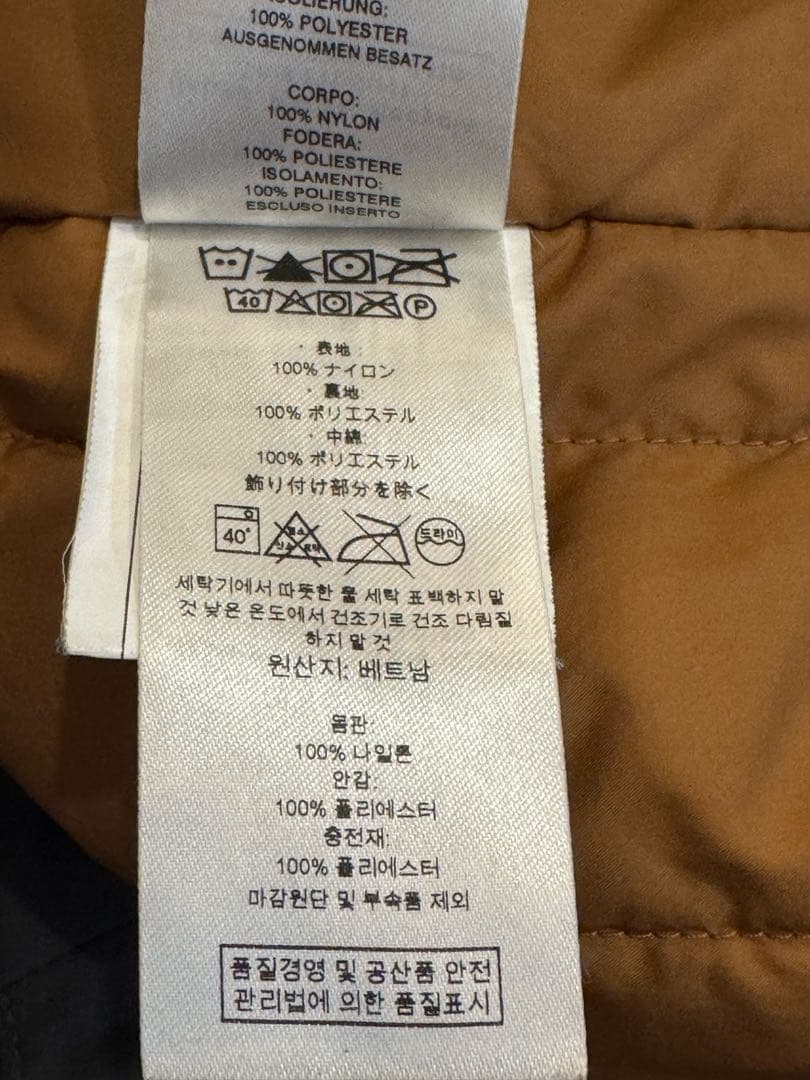 ISOLIERUNG:
100% POLYESTER
AUSGENOMMEN BESATZ
CORPO:
100% NYLON
FODERA:
100% POLIESTERE
ISOLAMENTO:
100% POLIESTERE
ESCLUSO INSERTO
40 P
・表地:
100% ナイロン
・裏地:
100% ポリエステル
・中綿:
100% ポリエステル
飾り付け部分を除く
40° 드라이
세탁기에서 따뜻한 물 세탁 표백하지 말
것 낮은 온도에서 건조기로 건조 다림질
하지 말 것
원산지: 베트남
몸판:
100% 나일론
안감:
100% 폴리에스터
충전재:
100% 폴리에스터
마감원단 및 부속품 제외
품질경영 및 공산품 안전
관리법에 의한 품질표시